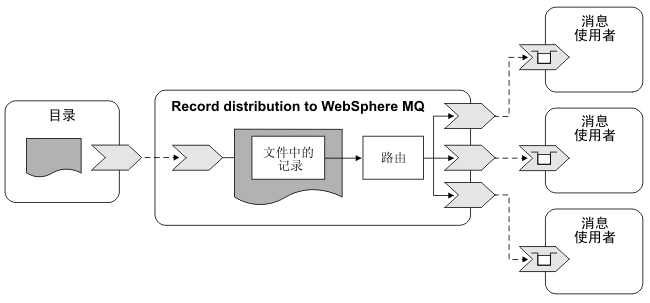 目录
Record distribution to WebSphere MQ
文件中的
记录
路由
消息
使用者
消息
使用者
消息
使用者